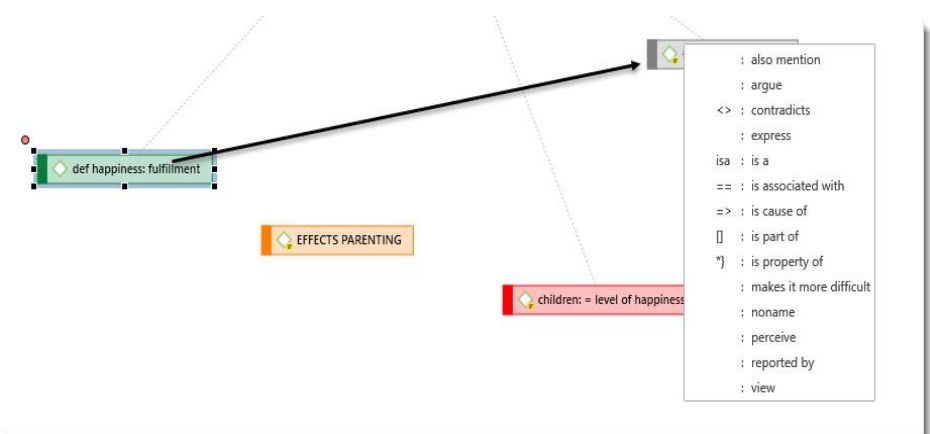 def happiness: fulfillment
EFFECTS PARENTING
children: = level of happiness
: also mention
: argue
<> : contradicts
: express
isa : is a
== : is associated with
=> : is cause of
[] : is part of
*} : is property of
: makes it more difficult
: noname
: perceive
: reported by
: view